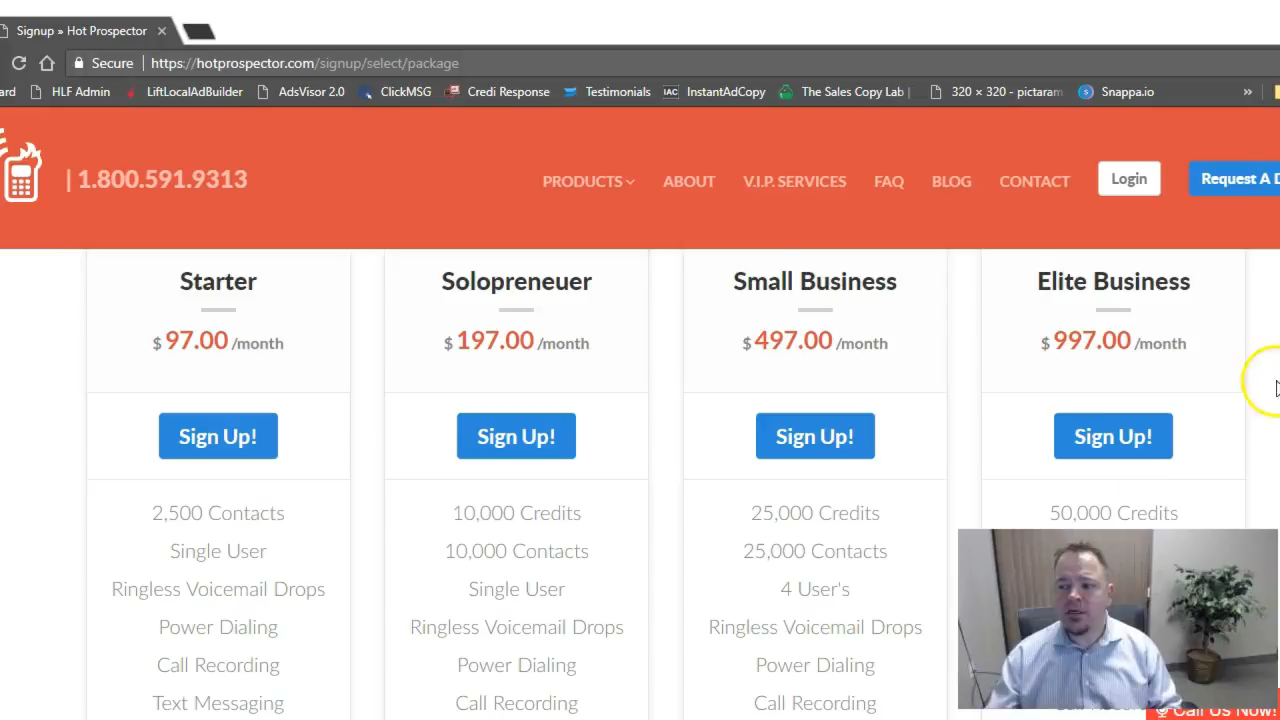 Signup » Hot Prospector
Secure https://hotprospector.com/signup/select/package
ard HLF Admin LiftLocalAdBuilder AdsVisor 2.0 ClickMSG Credi Response Testimonials IAC InstantAdCopy The Sales Copy Lab | 320 × 320 - pictaram Snappa.io »
| 1.800.591.9313 PRODUCTS ABOUT V.I.P. SERVICES FAQ BLOG CONTACT Login Request A D
Starter Solopreneuer Small Business Elite Business
$ 97.00 /month $ 197.00 /month $ 497.00 /month $ 997.00 /month
Sign Up! Sign Up! Sign Up! Sign Up!
2,500 Contacts 10,000 Credits 25,000 Credits 50,000 Credits
Single User 10,000 Contacts 25,000 Contacts
Ringless Voicemail Drops Single User 4 User's
Power Dialing Ringless Voicemail Drops Ringless Voicemail Drops
Call Recording Power Dialing Power Dialing
Text Messaging Call Recording Call Recording
Call Us Now!